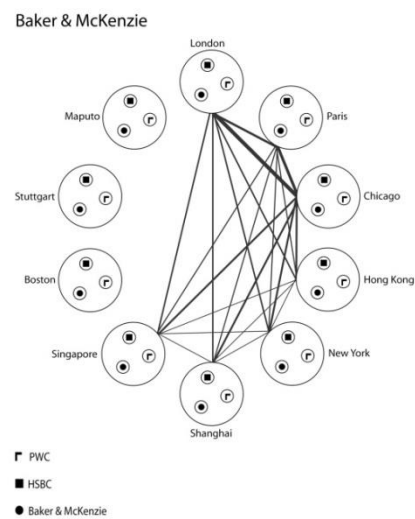 Baker & McKenzie
London
Maputo
Paris
Stuttgart
Chicago
Boston
Hong Kong
Singapore
New York
Shanghai
PWC
HSBC
Baker & McKenzie